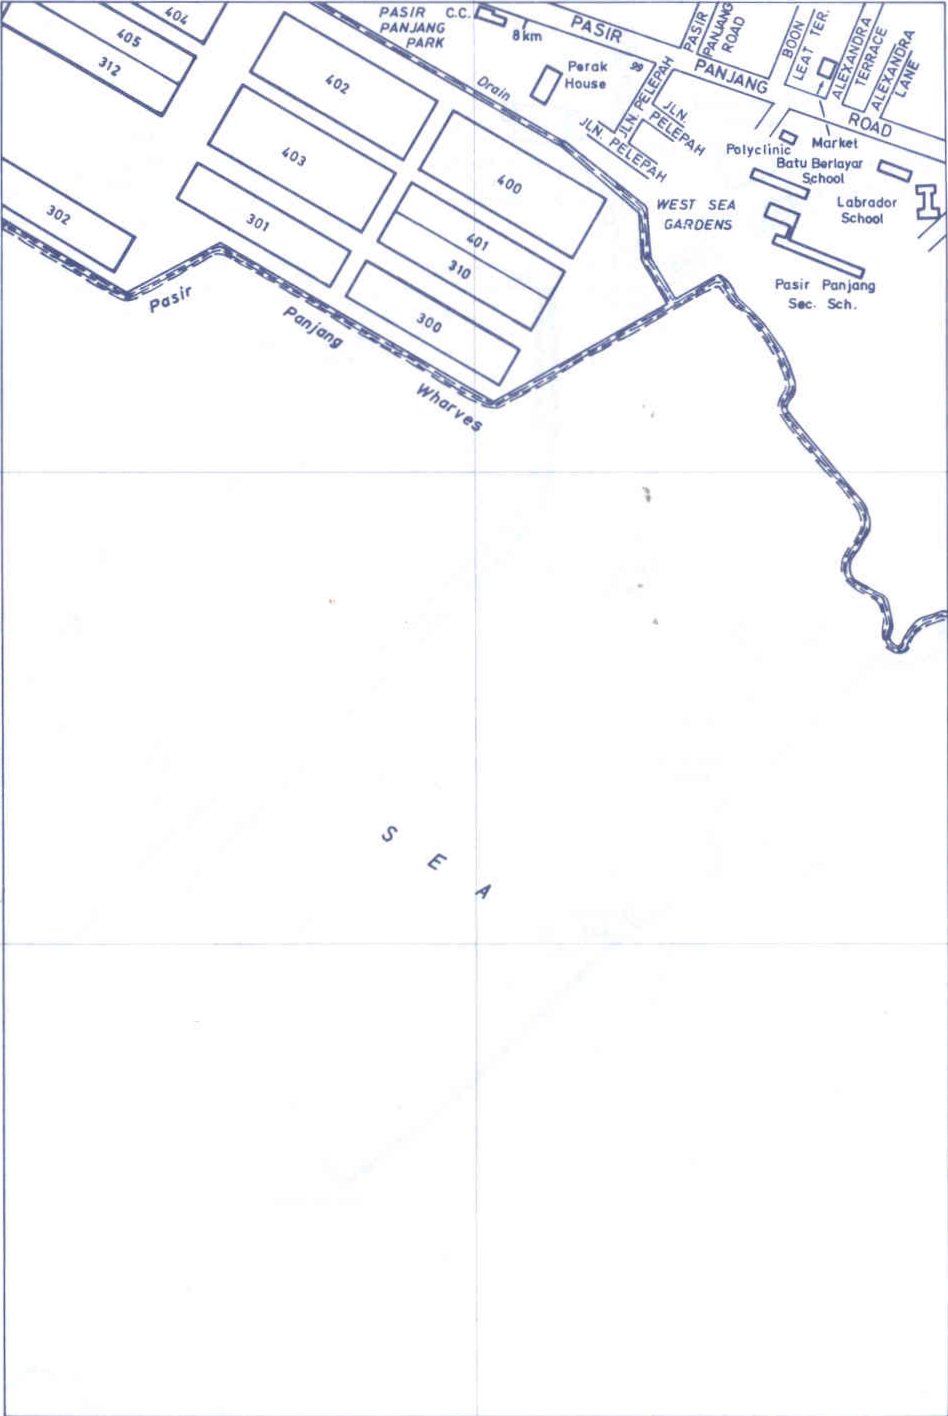 404
405
312
402
403
302
301
400
401
310
300
PASIR
PANJANG
PARK
C.C.
8km
PASIR
PANJANG
ROAD
Perak
House
99
Drain
JLN. PELEPAH
JLN.
PELEPAH
JLN.
PELEPAH
PASIR
PANJANG
ROAD
BOON
LEAT TER.
ALEXANDRA
TERRACE
ALEXANDRA
LANE
Polyclinic
Market
Batu Berlayar
School
Labrador
School
WEST SEA
GARDENS
Pasir Panjang
Sec. Sch.
Pasir
Panjang
Wharves
SEA